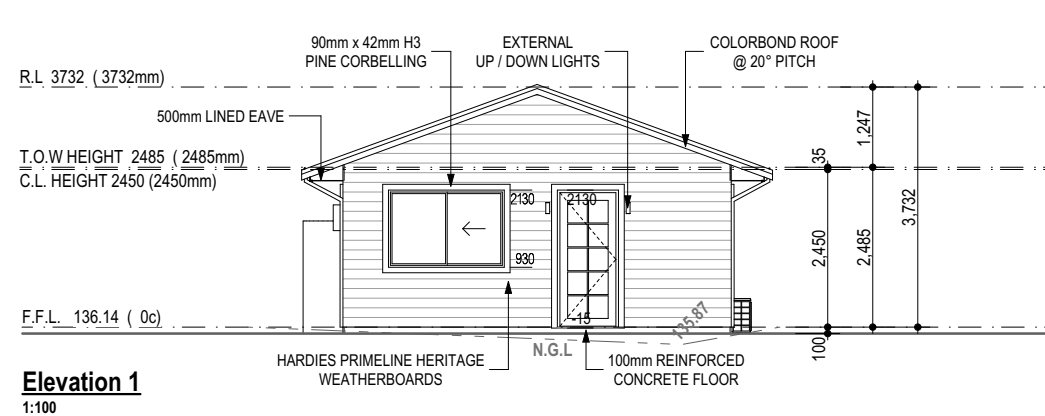 90mm x 42mm H3
PINE CORBELLING
EXTERNAL
UP / DOWN LIGHTS
COLORBOND ROOF
@ 20° PITCH
R.L 3732 ( 3732mm)
500mm LINED EAVE
1,247
T.O.W HEIGHT 2485 ( 2485mm)
35
C.L. HEIGHT 2450 (2450mm)
2130
2130
3,732
2,450
2,485
930
F.F.L. 136.14 ( 0c)
-15
135.87
N.G.L
100
HARDIES PRIMELINE HERITAGE
WEATHERBOARDS
100mm REINFORCED
CONCRETE FLOOR
Elevation 1
1:100